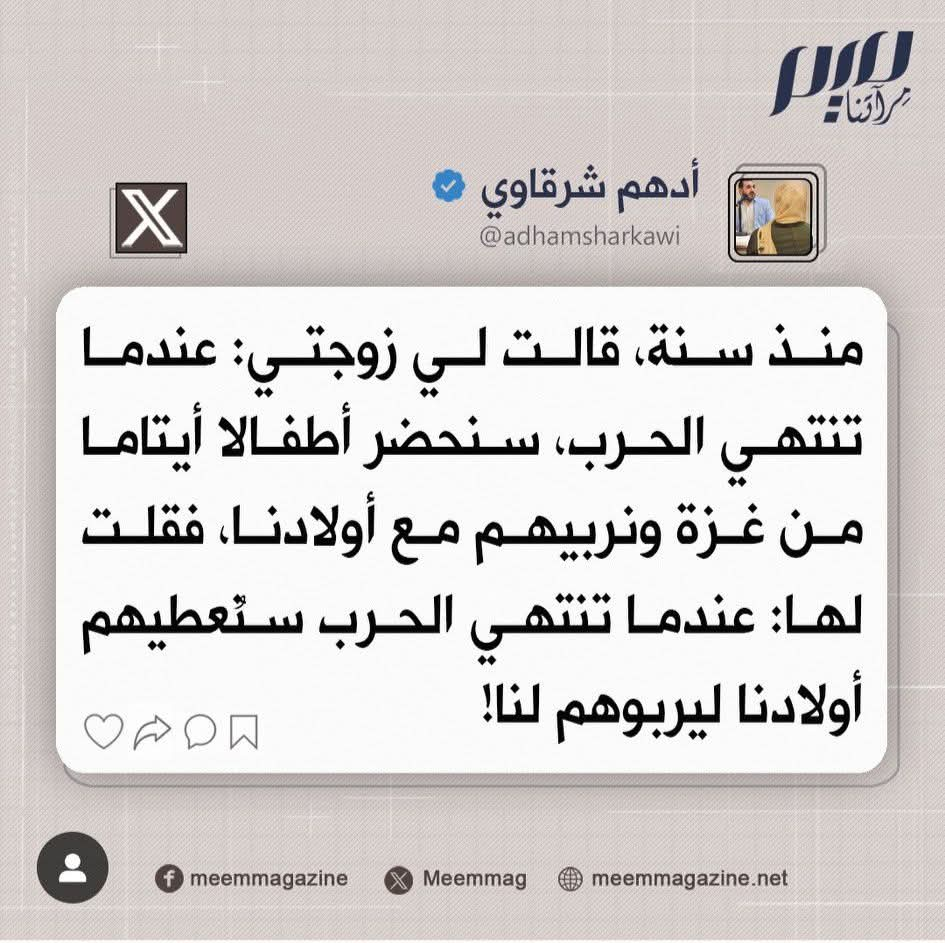 ميم
مِرآتنا
أدهم شرقاوي
@adhamsharkawi
منذ سنة، قالت لي زوجتي: عندما
تنتهي الحرب، سنحضر أطفالا أيتاما
من غزة ونربيهم مع أولادنا، فقلت
لها: عندما تنتهي الحرب سنُعطيهم
أولادنا ليربوهم لنا!
meemmagazine Meemmag meemmagazine.net